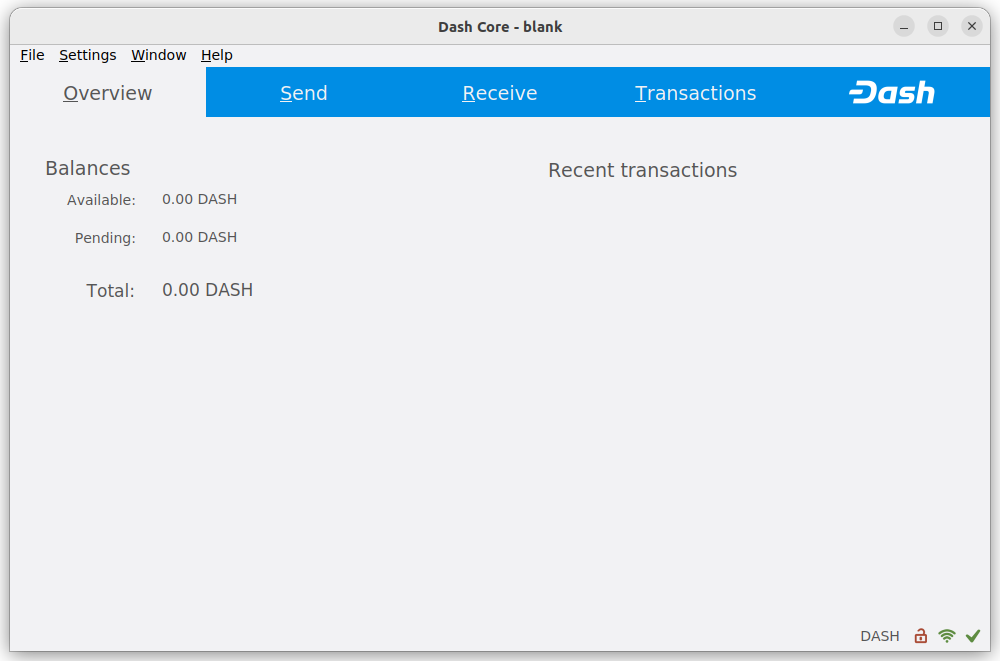 Dash Core - blank
File Settings Window Help
Overview Send Receive Transactions Dash
Balances
Recent transactions
Available: 0.00 DASH
Pending: 0.00 DASH
Total: 0.00 DASH
DASH